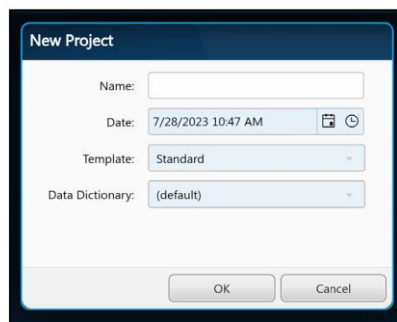 New Project
Name:
Date: 7/28/2023 10:47 AM
Template: Standard
Data Dictionary: (default)
OK Cancel